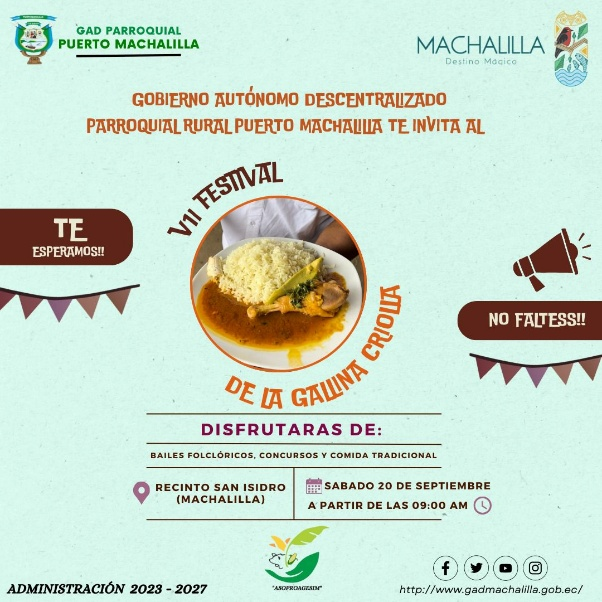 GAD PARROQUIAL
PUERTO MACHALILLA
MACHALILLA
Destino Mágico
GOBIERNO AUTÓNOMO DESCENTRALIZADO
PARROQUIAL RURAL PUERTO MACHALILLA TE INVITA AL
VII FESTIVAL
DE LA GALLINA CRIOLLA
TE
ESPERAMOS!!
NO FALTESS!!
DISFRUTARAS DE:
BAILES FOLCLÓRICOS, CONCURSOS Y COMIDA TRADICIONAL
RECINTO SAN ISIDRO
(MACHALILLA)
SABADO 20 DE SEPTIEMBRE
A PARTIR DE LAS 09:00 AM
"ASOPROAGESIM"
ADMINISTRACIÓN 2023 - 2027
http://www.gadmachalilla.gob.ec/